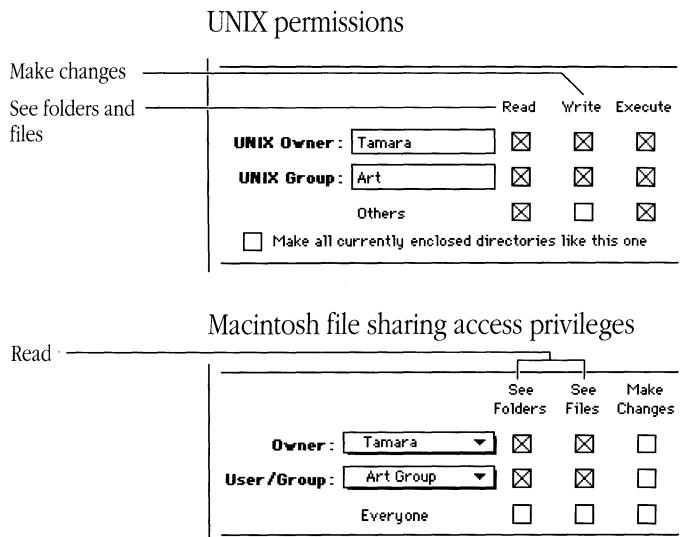 UNIX permissions
Make changes
See folders and
files
Read Write Execute
UNIX Owner: Tamara
UNIX Group: Art
Others
Make all currently enclosed directories like this one
Macintosh file sharing access privileges
Read
See See Make
Folders Files Changes
Owner: Tamara
User/Group: Art Group
Everyone